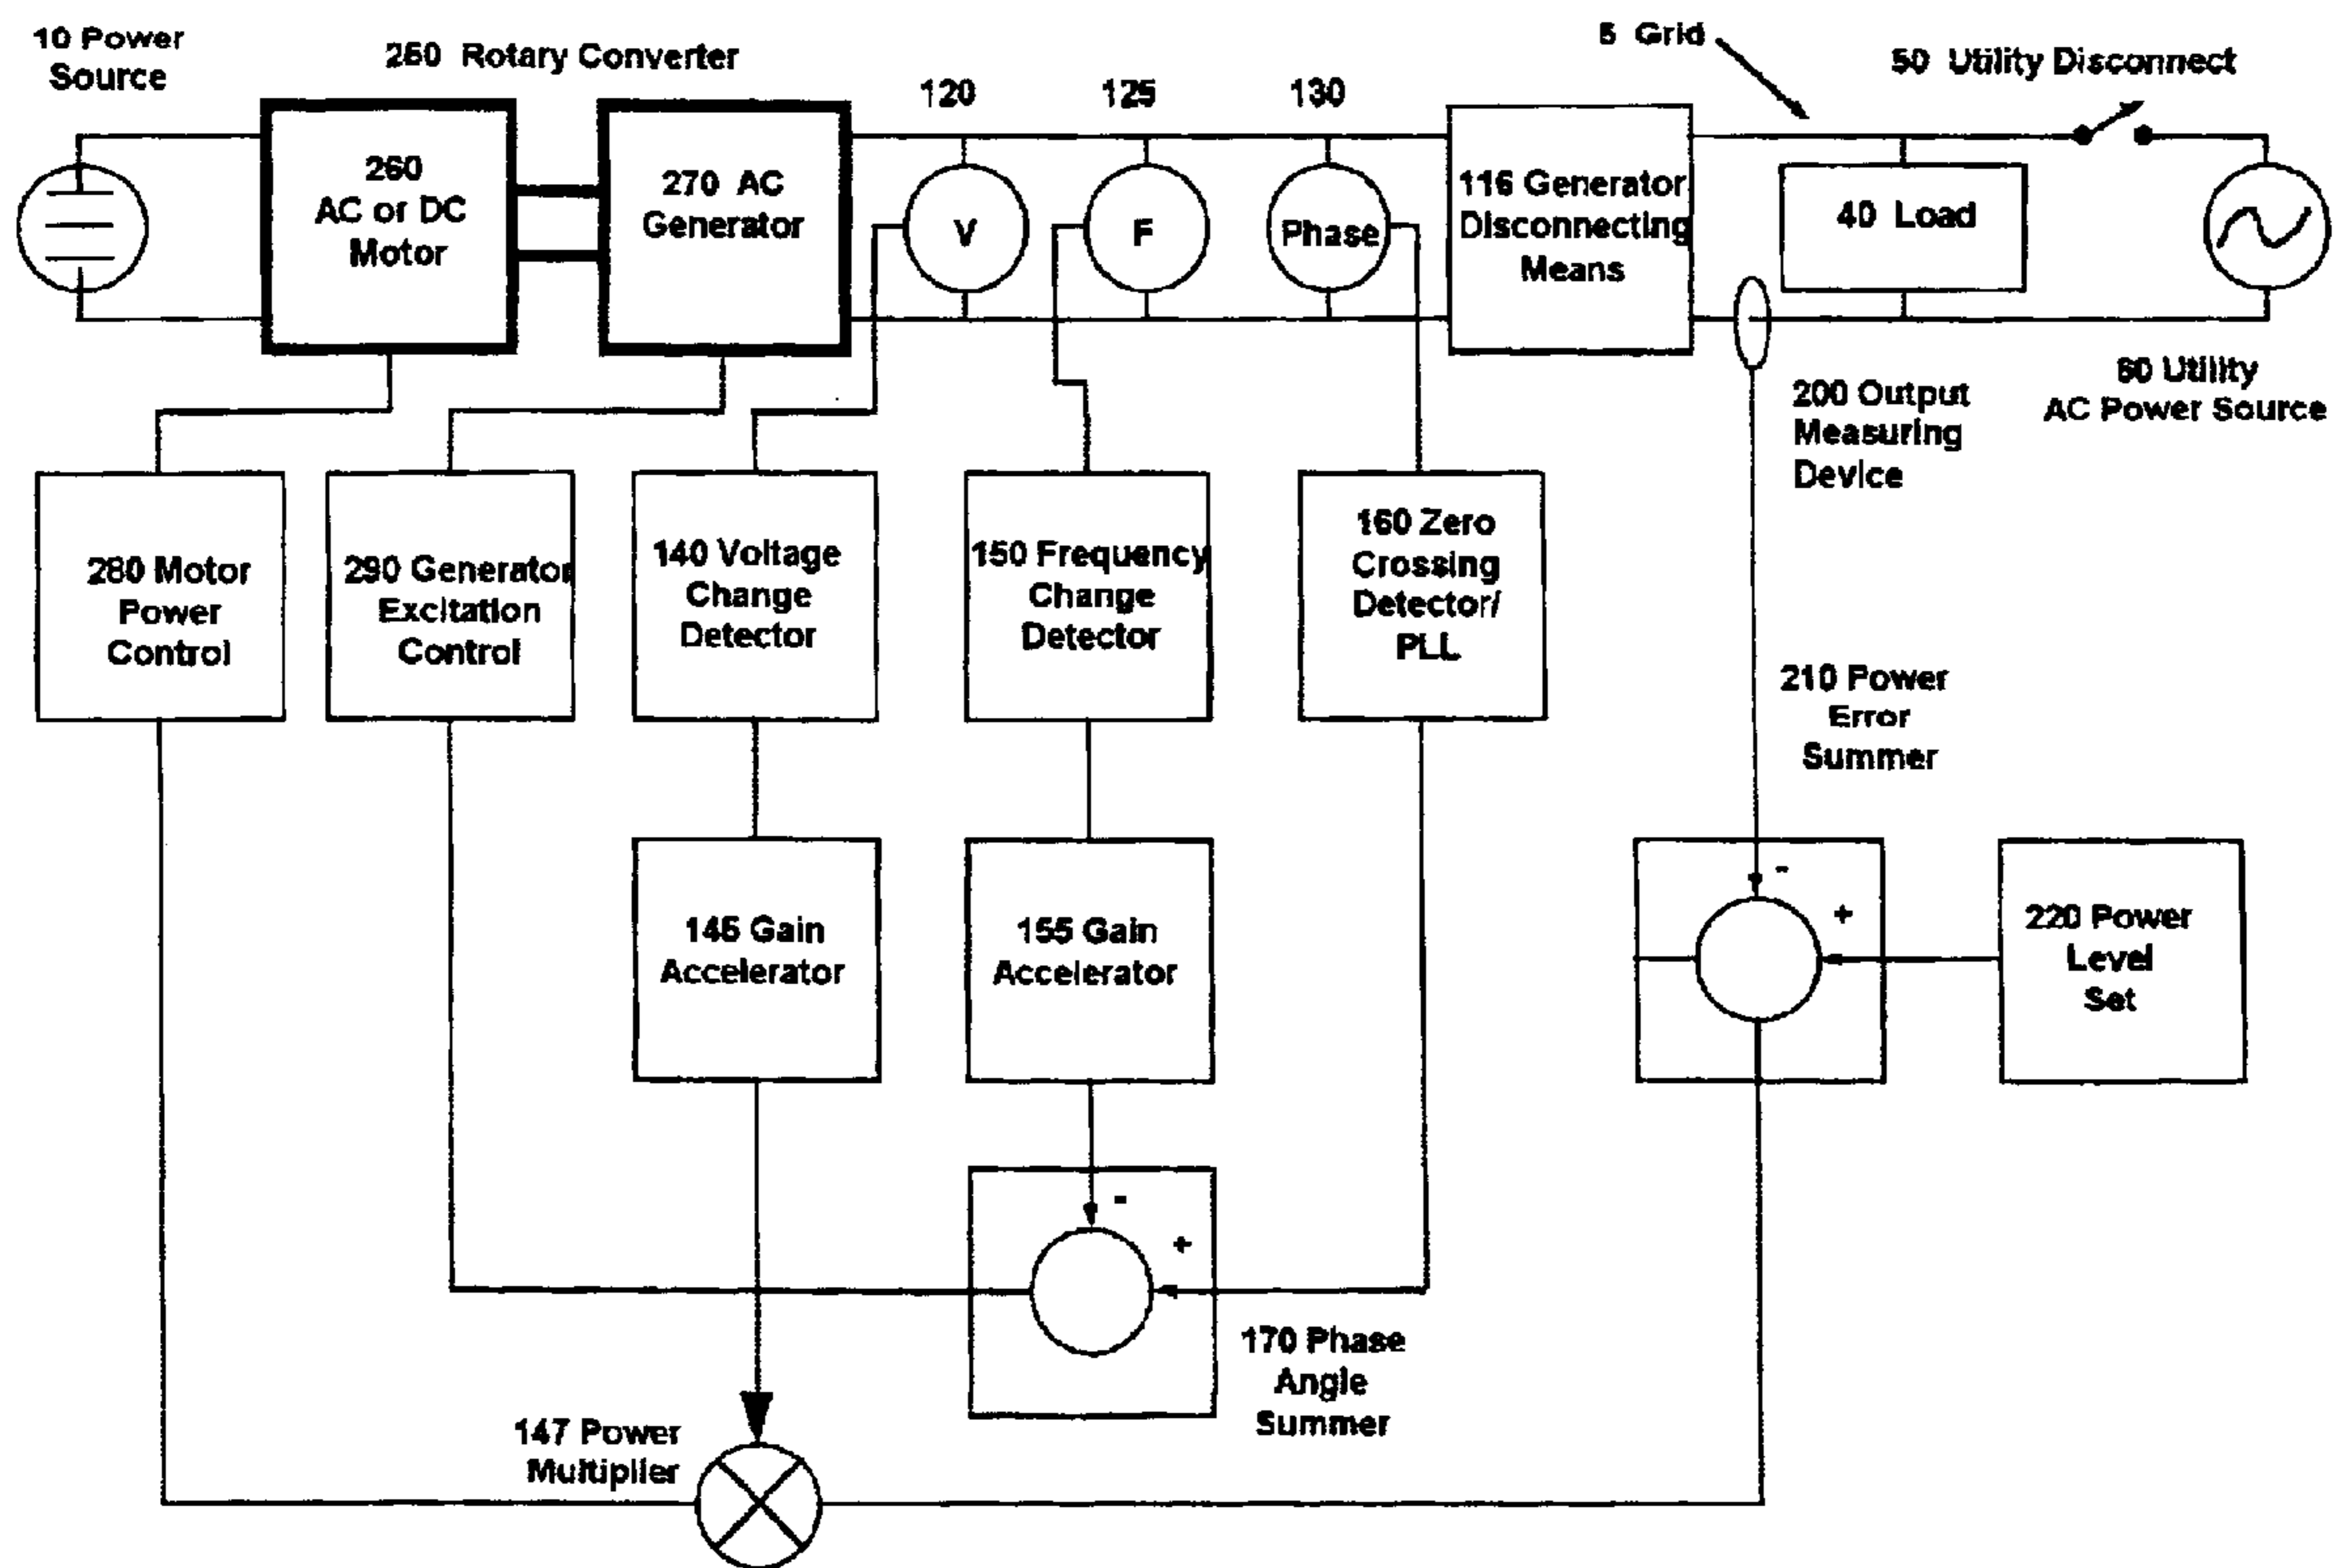 10 Power
Source
250 Rotary Converter
120
125
130
5 Grid
50 Utility Disconnect
260
AC or DC
Motor
270 AC
Generator
V
F
Phase
116 Generator
Disconnecting
Means
40 Load
60 Utility
AC Power Source
200 Output
Measuring
Device
280 Motor
Power
Control
290 Generator
Excitation
Control
140 Voltage
Change
Detector
150 Frequency
Change
Detector
160 Zero
Crossing
Detector/
PLL
210 Power
Error
Summer
145 Gain
Accelerator
155 Gain
Accelerator
-
+
220 Power
Level
Set
-
+
170 Phase
Angle
Summer
147 Power
Multiplier